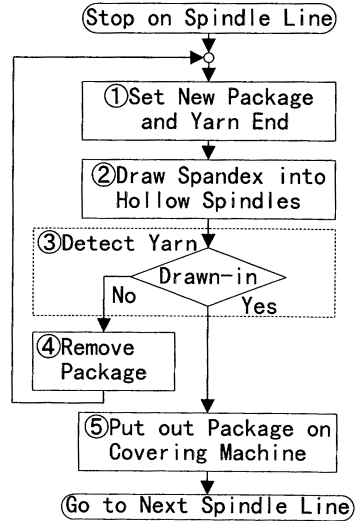 Stop on Spindle Line
①Set New Package
and Yarn End
②Draw Spandex into
Hollow Spindles
③Detect Yarn
Drawn-in
No
Yes
④Remove
Package
⑤Put out Package on
Covering Machine
Go to Next Spindle Line